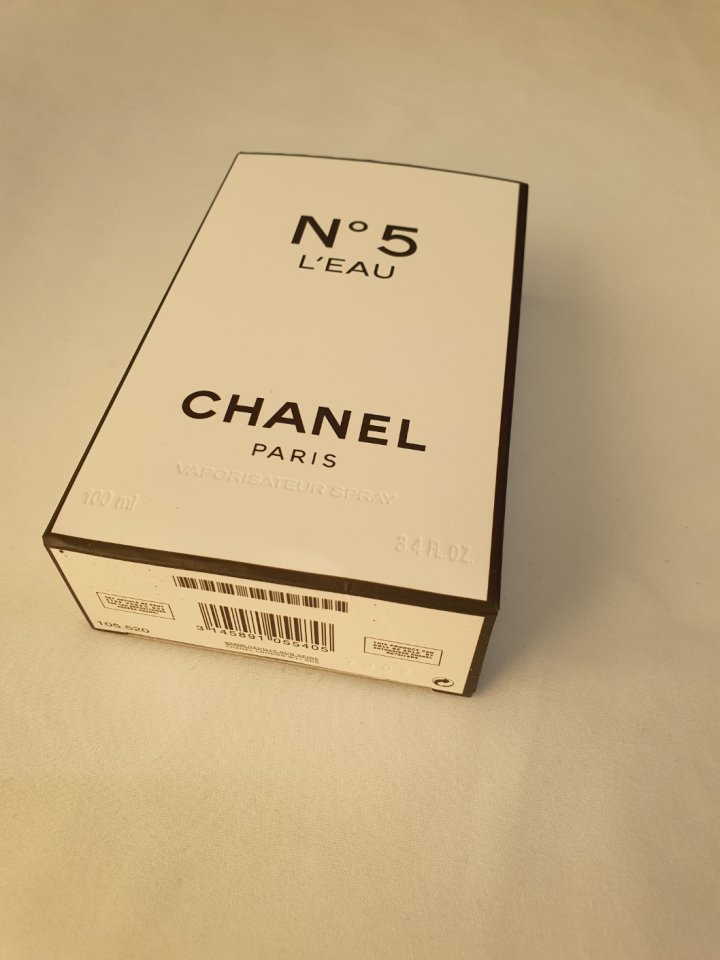 N° 5
L'EAU
CHANEL
PARIS
VAPORISATEUR SPRAY
100 ml
3.4 FL.OZ.
105.520
3 145891 055405